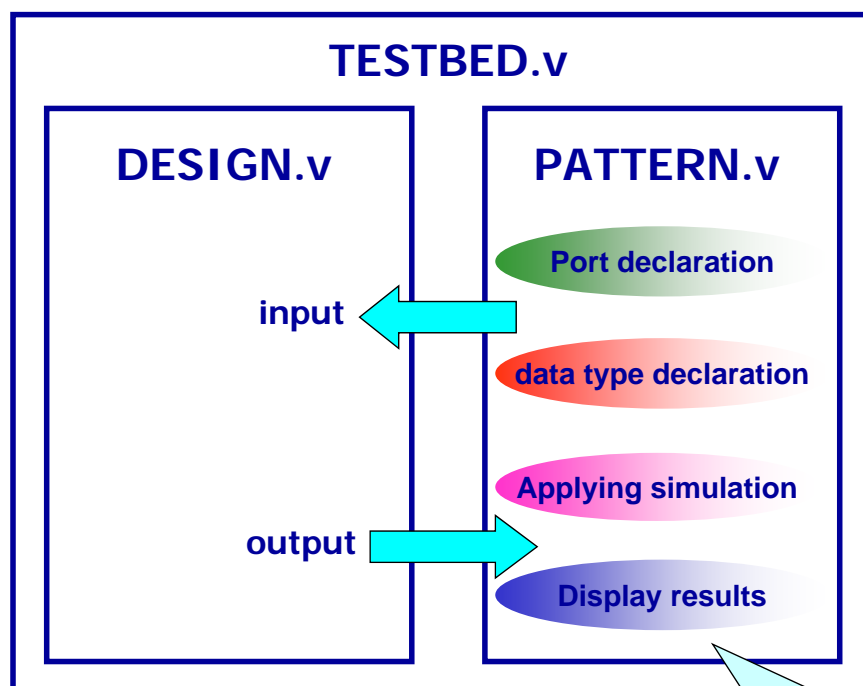 TESTBED.v
DESIGN.v
input
output
PATTERN.v
Port declaration
data type declaration
Applying simulation
Display results